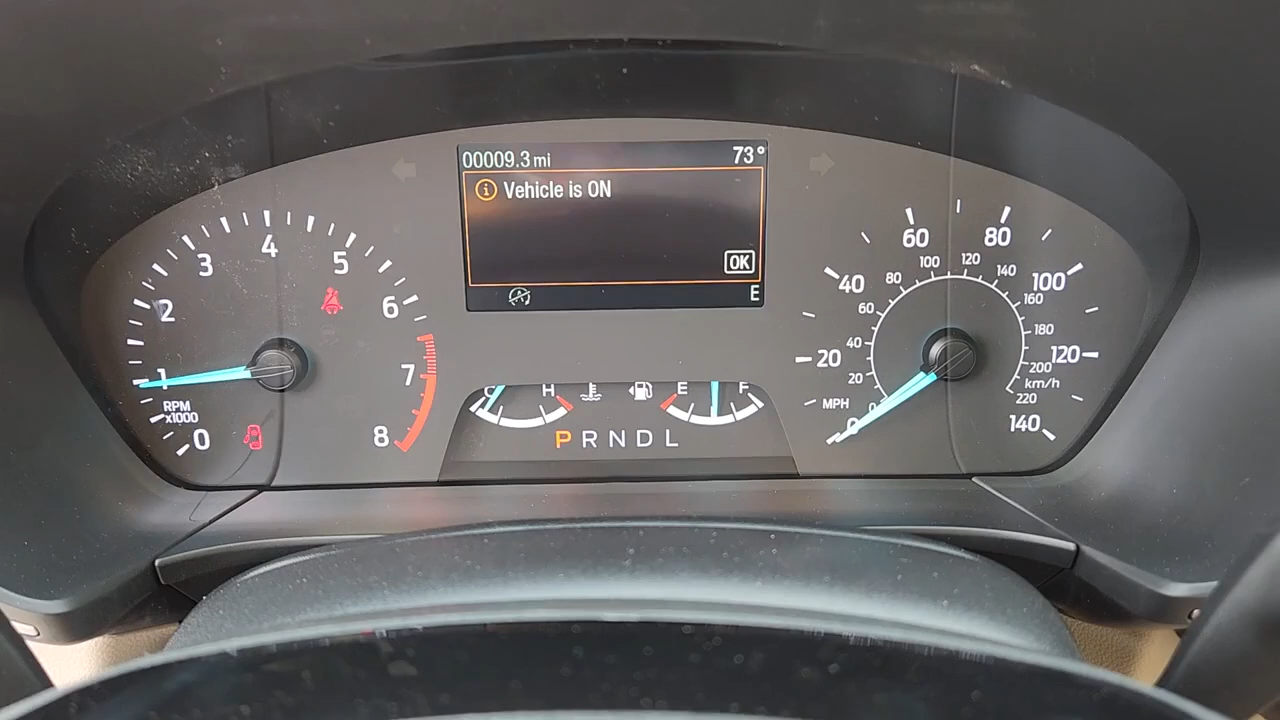 00009.3 mi 73°
Vehicle is ON
OK
E
0 1 2 3 4 5 6 7 8
RPM
x1000
C H E F
P R N D L
0 20 40 60 80 100 120 140
MPH
0 20 40 60 80 100 120 140 160 180 200 220
km/h